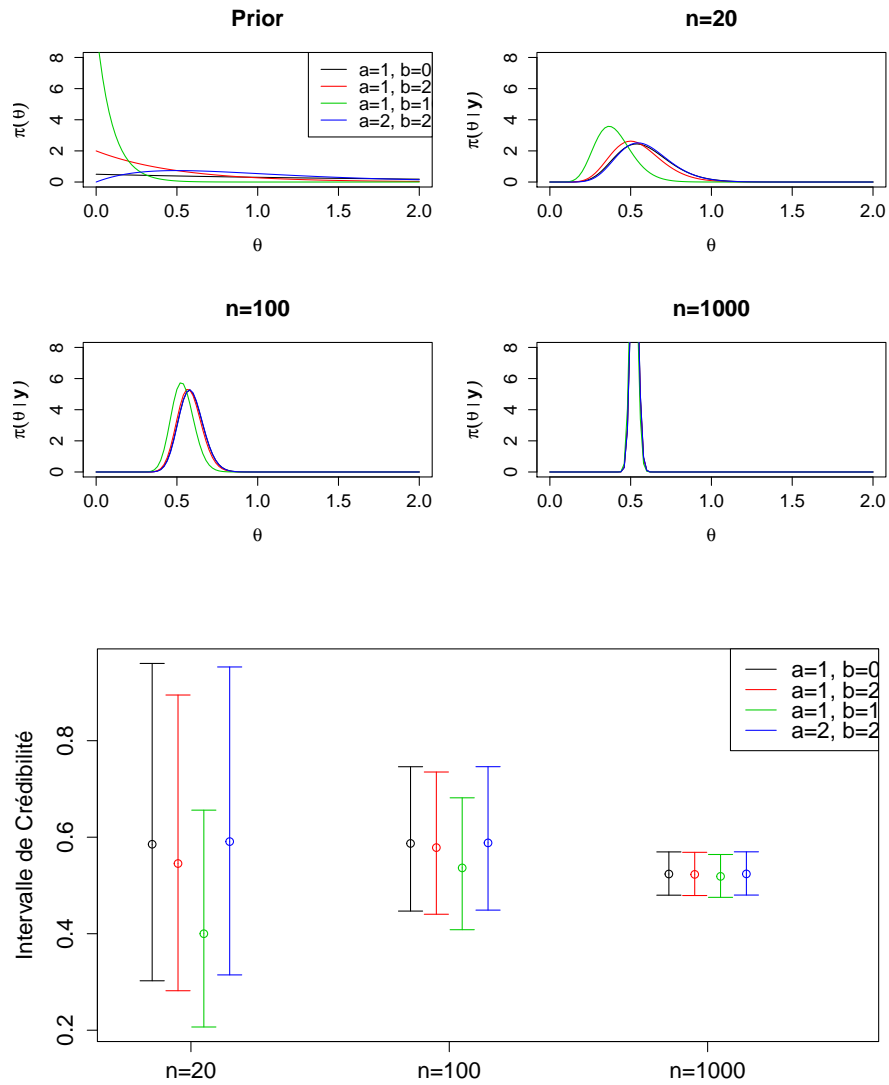 Prior
n=20
π(θ)
0 2 4 6 8
a=1, b=0
a=1, b=2
a=1, b=1
a=2, b=2
0.0 0.5 1.0 1.5 2.0
θ
π(θ | y)
0 2 4 6 8
0.0 0.5 1.0 1.5 2.0
θ
n=100
n=1000
π(θ | y)
0 2 4 6 8
0.0 0.5 1.0 1.5 2.0
θ
π(θ | y)
0 2 4 6 8
0.0 0.5 1.0 1.5 2.0
θ
Intervalle de Crédibilité
0.2 0.4 0.6 0.8
a=1, b=0
a=1, b=2
a=1, b=1
a=2, b=2
n=20 n=100 n=1000